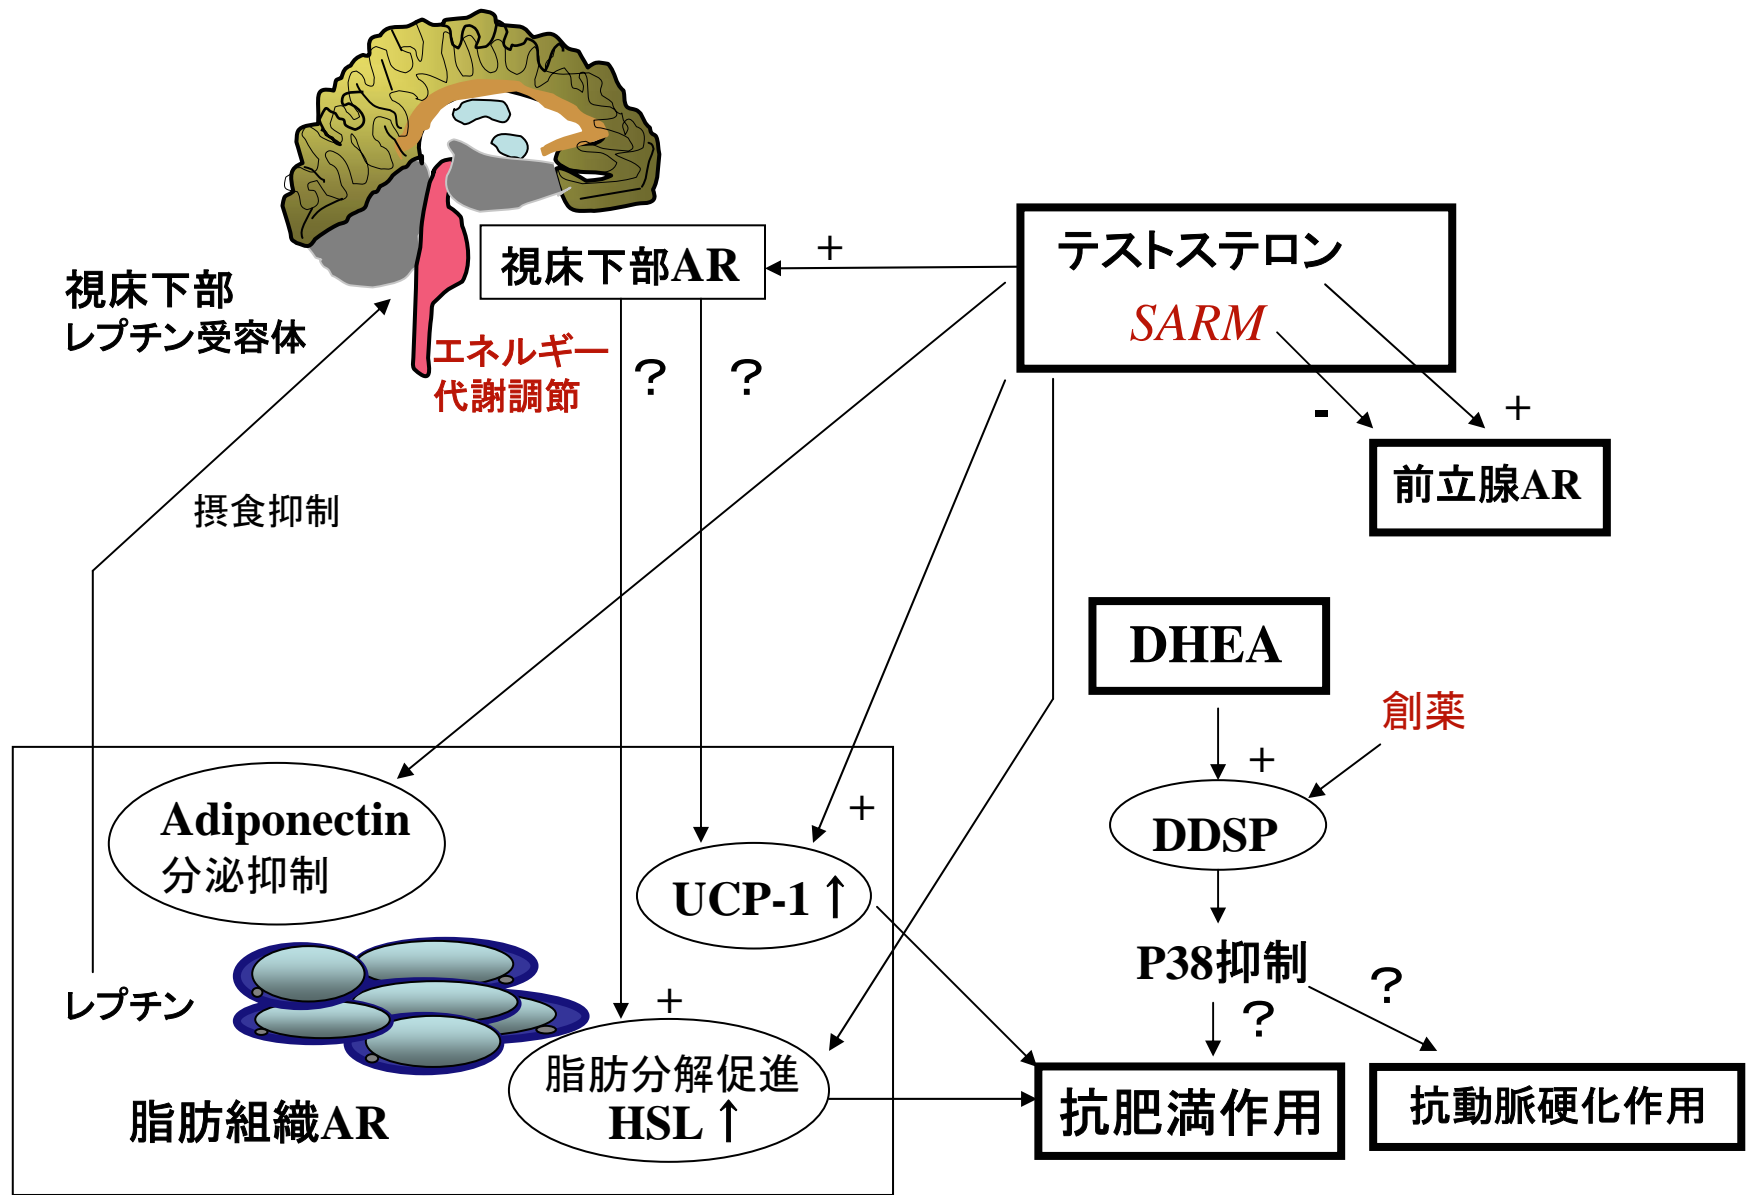 テストステロン
SARM
+
視床下部AR
視床下部
レプチン受容体
エネルギー
代謝調節
?
?
-
+
前立腺AR
摂食抑制
DHEA
創薬
+
Adiponectin
分泌抑制
+
DDSP
UCP-1↑
P38抑制
?
?
レプチン
+
脂肪分解促進
HSL↑
脂肪組織AR
抗肥満作用
抗動脈硬化作用